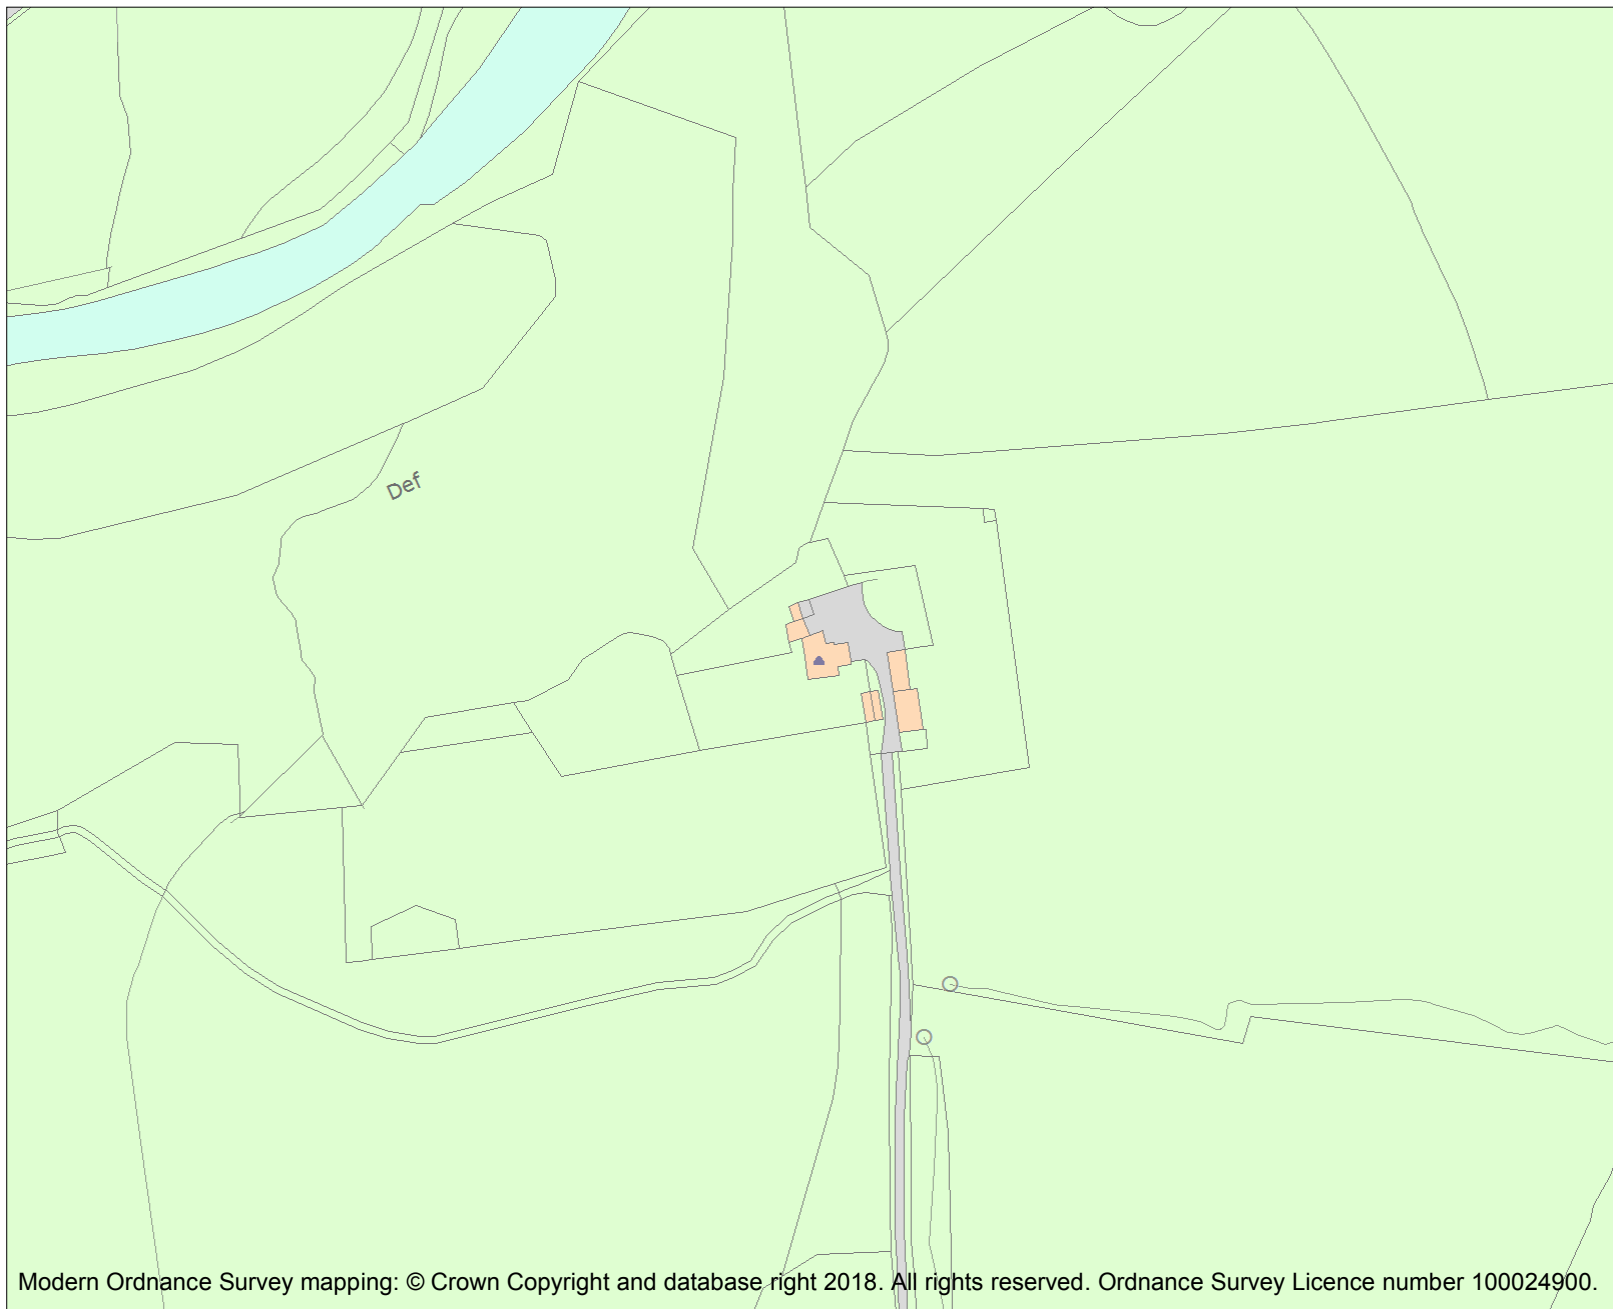 Def
Modern Ordnance Survey mapping: © Crown Copyright and database right 2018. All rights reserved. Ordnance Survey Licence number 100024900.